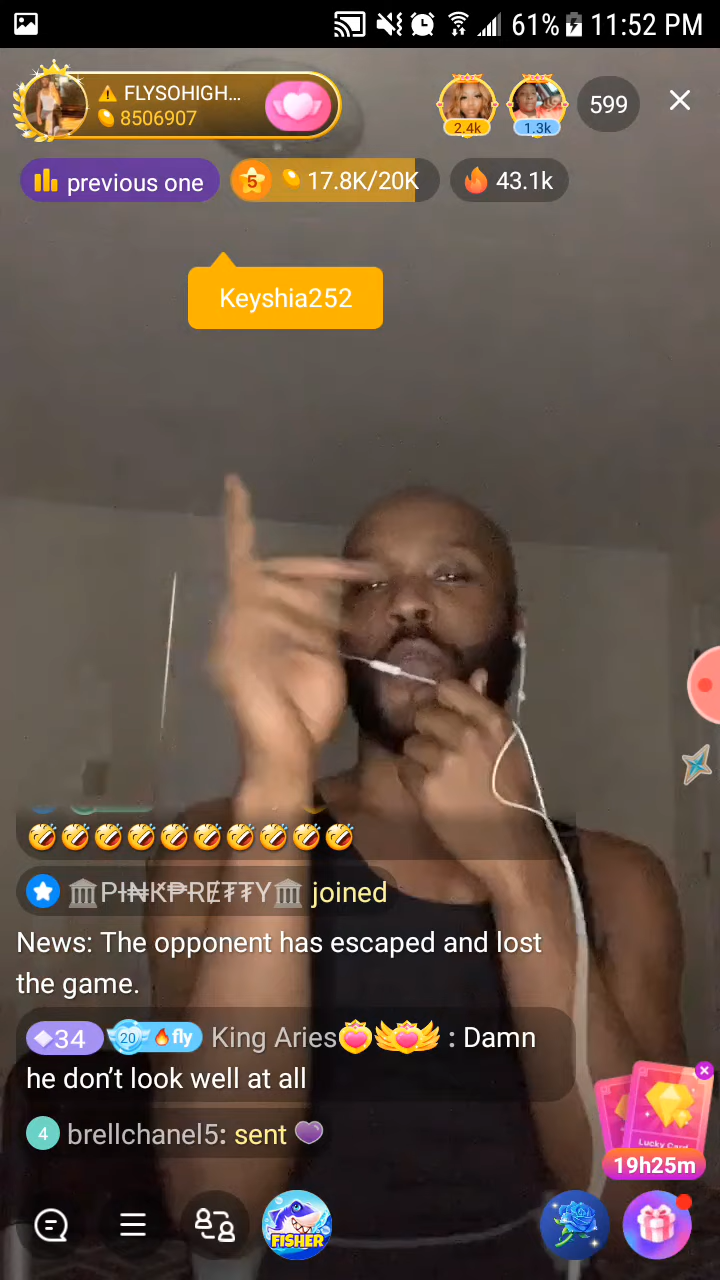 61% 11:52 PM
FLYSOHIGH...
8506907
2.4k
1.3k
599
previous one
5
17.8K/20K
43.1k
Keyshia252
🏛P̶I̶₦₭₱ɌɆ₮₮Y🏛 joined
News: The opponent has escaped and lost
the game.
34 20 fly King Aries : Damn
he don't look well at all
4 brellchanel5: sent
Lucky Card
19h25m
FISHER